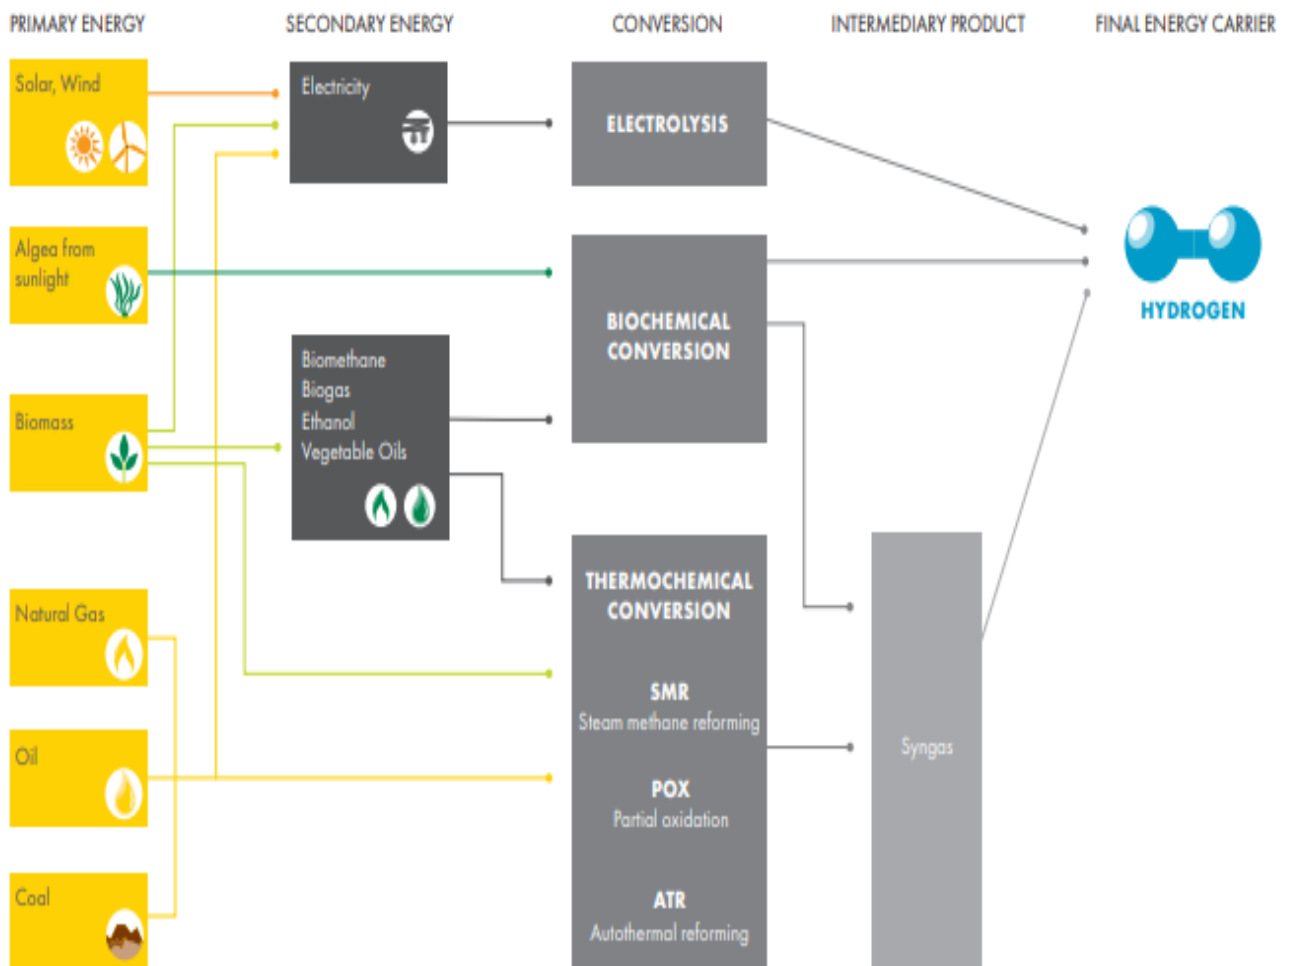 PRIMARY ENERGY
SECONDARY ENERGY
CONVERSION
INTERMEDIARY PRODUCT
FINAL ENERGY CARRIER
Solar, Wind
Electricity
ELECTROLYSIS
Algea from
sunlight
HYDROGEN
BIOCHEMICAL
CONVERSION
Biomethane
Biogas
Ethanol
Vegetable Oils
Biomass
THERMOCHEMICAL
CONVERSION
Natural Gas
SMR
Steam methane reforming
Syngas
Oil
POX
Partial oxidation
Coal
ATR
Autothermal reforming